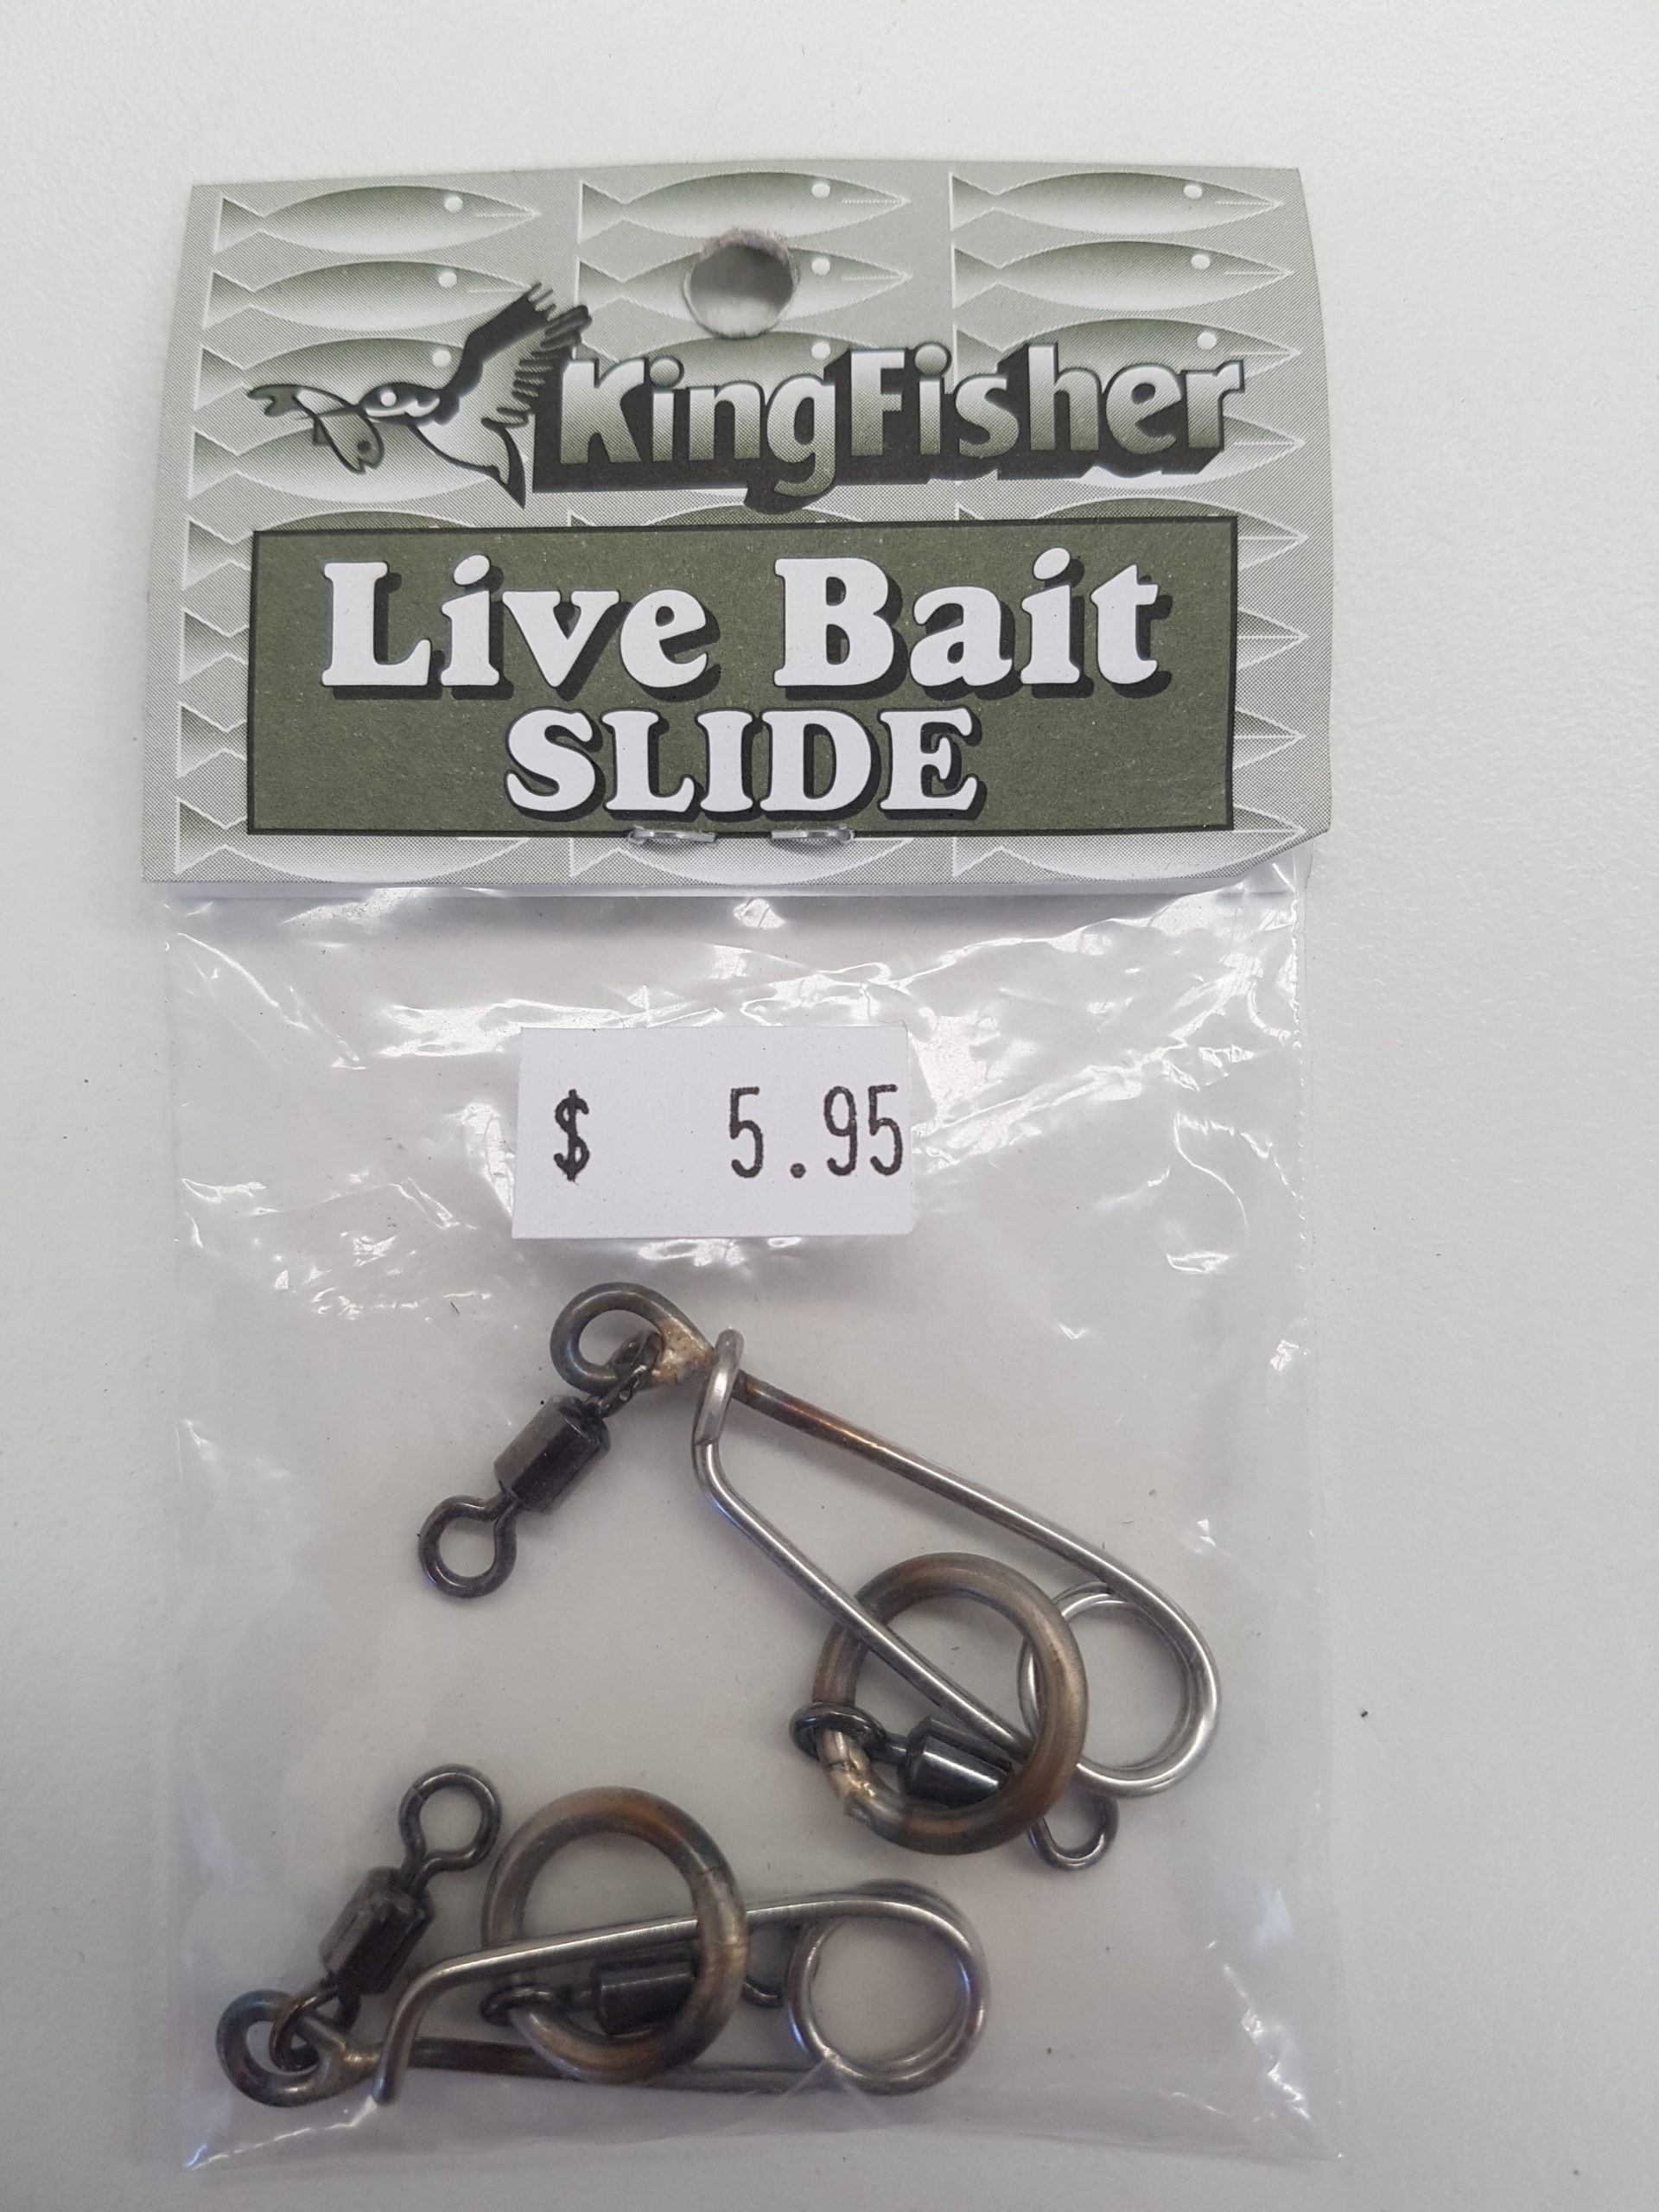 KingFisher
Live Bait
SLIDE
$ 5.95